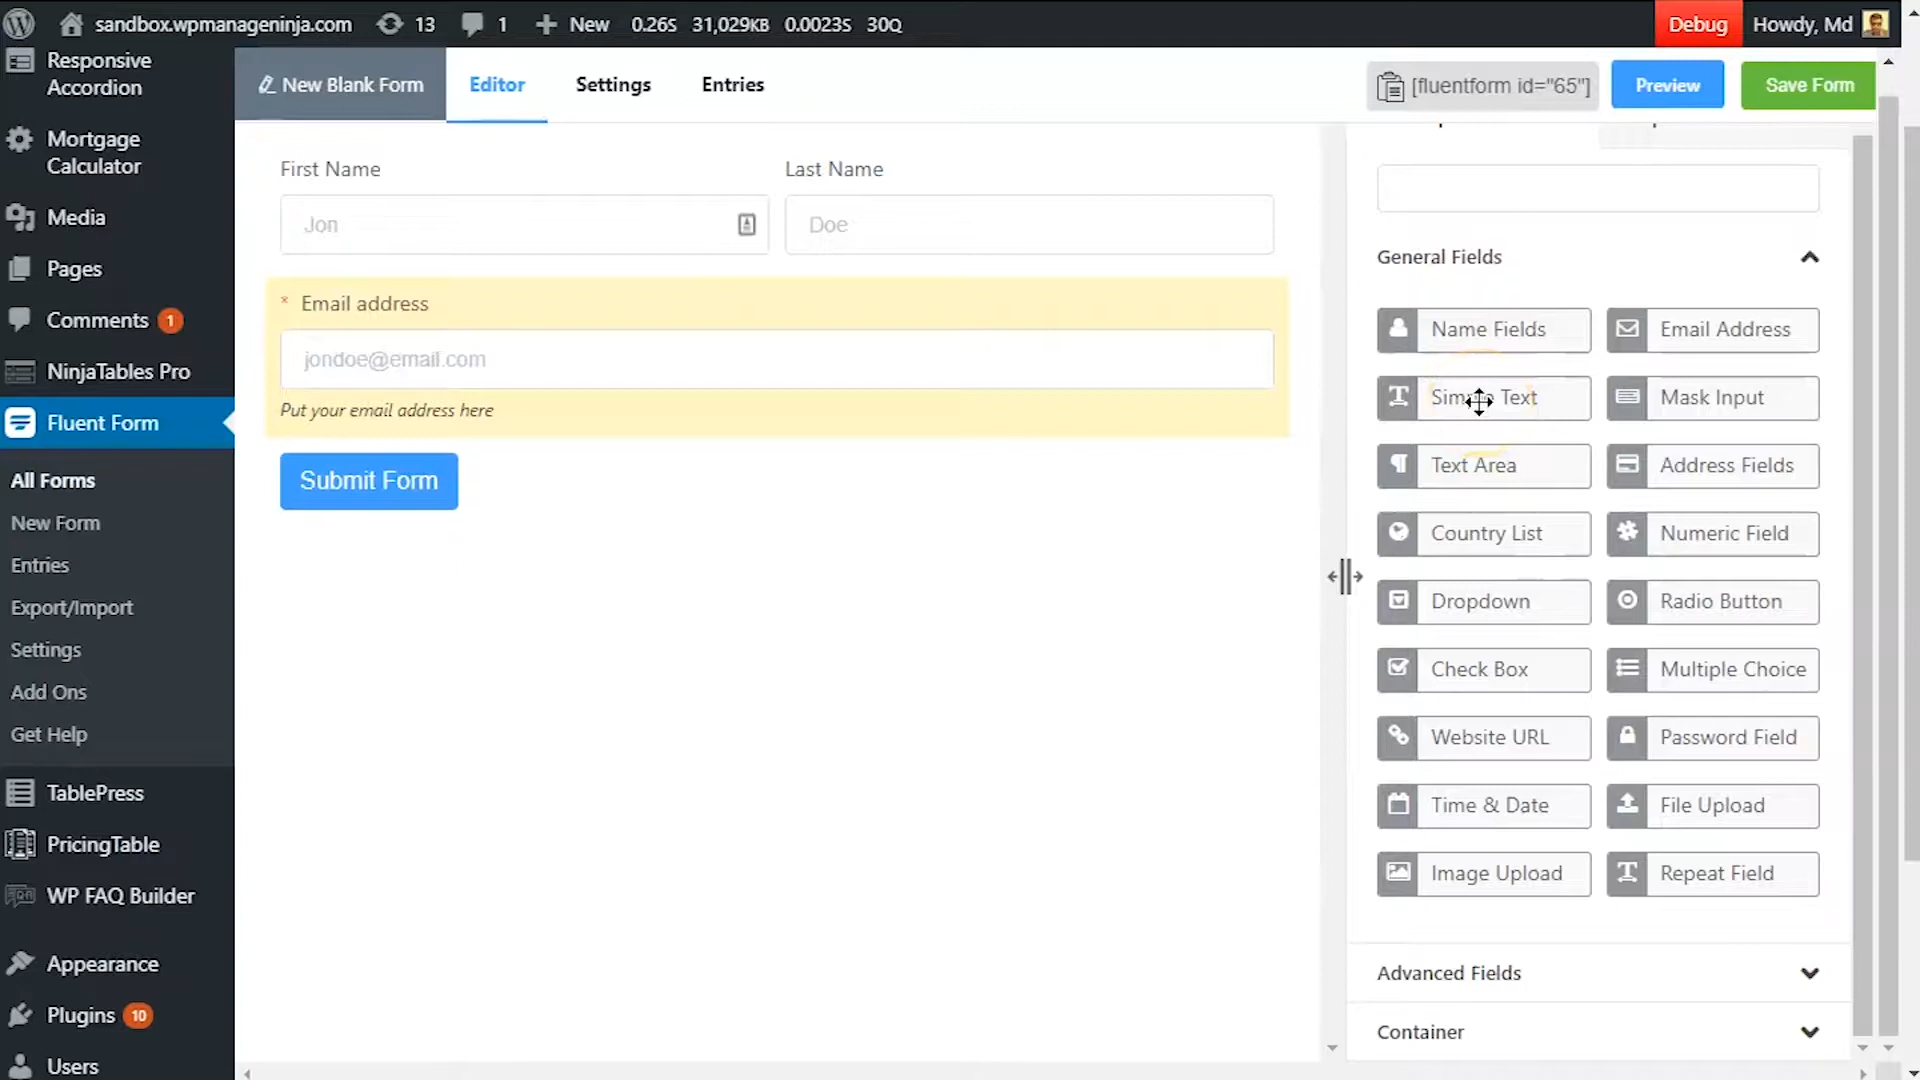 sandbox.wpmanageninja.com 13 1 New 0.26S 31,029KB 0.0023S 30Q Debug Howdy, Md
Responsive
Accordion
Mortgage
Calculator
Media
Pages
Comments 1
NinjaTables Pro
Fluent Form
All Forms
New Form
Entries
Export/Import
Settings
Add Ons
Get Help
TablePress
PricingTable
WP FAQ Builder
Appearance
Plugins 10
Users
New Blank Form Editor Settings Entries [fluentform id="65"] Preview Save Form
First Name Last Name
Jon Doe
* Email address
jondoe@email.com
Put your email address here
Submit Form
General Fields
Name Fields Email Address
Simple Text Mask Input
Text Area Address Fields
Country List Numeric Field
Dropdown Radio Button
Check Box Multiple Choice
Website URL Password Field
Time & Date File Upload
Image Upload Repeat Field
Advanced Fields
Container